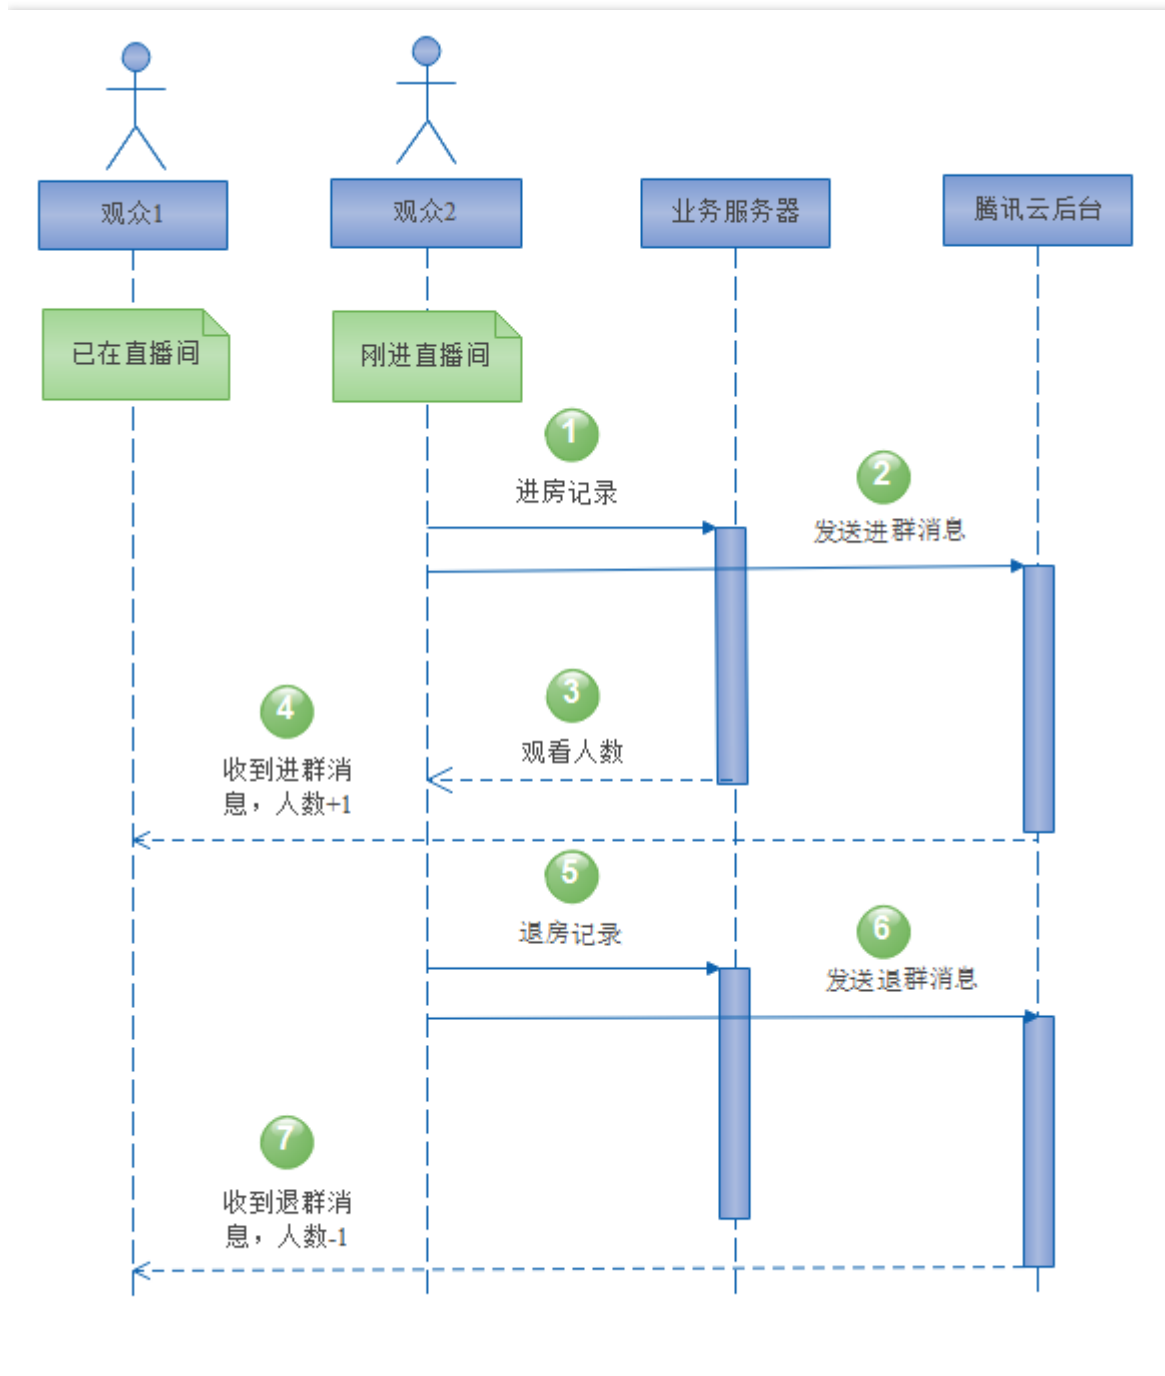 观众1
观众2
业务服务器
腾讯云后台
已在直播间
刚进直播间
1
进房记录
2
发送进群消息
3
观看人数
4
收到进群消
息，人数+1
5
退房记录
6
发送退群消息
7
收到退群消
息，人数-1